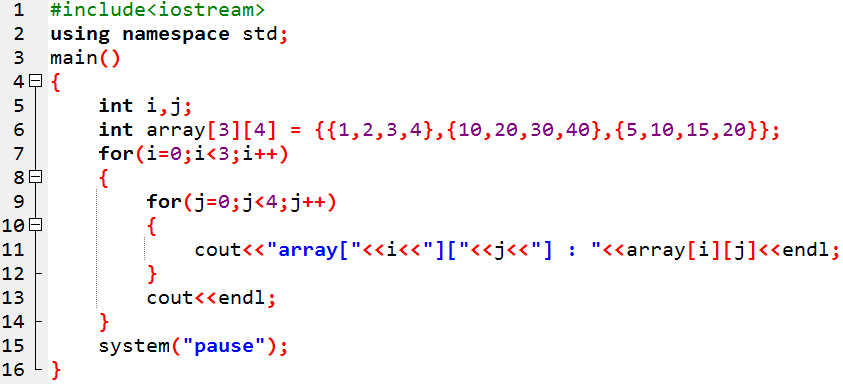 1 #include<iostream>
2 using namespace std;
3 main()
4 {
5 int i,j;
6 int array[3][4] = {{1,2,3,4},{10,20,30,40},{5,10,15,20}};
7 for(i=0;i<3;i++)
8 {
9 for(j=0;j<4;j++)
10 {
11 cout<<"array["<<i<<"]["<<j<<"] : "<<array[i][j]<<endl;
12 }
13 cout<<endl;
14 }
15 system("pause");
16 }